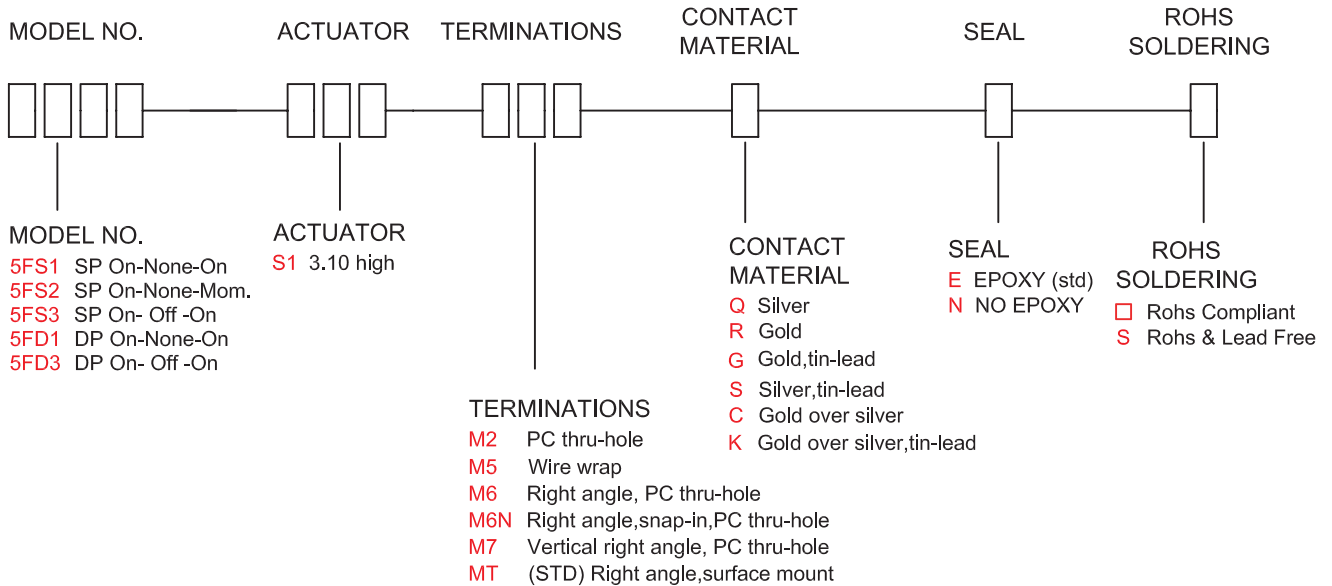 MODEL NO.
ACTUATOR
TERMINATIONS
CONTACT
MATERIAL
SEAL
ROHS
SOLDERING
MODEL NO.
5FS1 SP On-None-On
5FS2 SP On-None-Mom.
5FS3 SP On- Off -On
5FD1 DP On-None-On
5FD3 DP On- Off -On
ACTUATOR
S1 3.10 high
TERMINATIONS
M2 PC thru-hole
M5 Wire wrap
M6 Right angle, PC thru-hole
M6N Right angle,snap-in,PC thru-hole
M7 Vertical right angle, PC thru-hole
MT (STD) Right angle,surface mount
CONTACT
MATERIAL
Q Silver
R Gold
G Gold,tin-lead
S Silver,tin-lead
C Gold over silver
K Gold over silver,tin-lead
SEAL
E EPOXY (std)
N NO EPOXY
ROHS
SOLDERING
Rohs Compliant
S Rohs & Lead Free